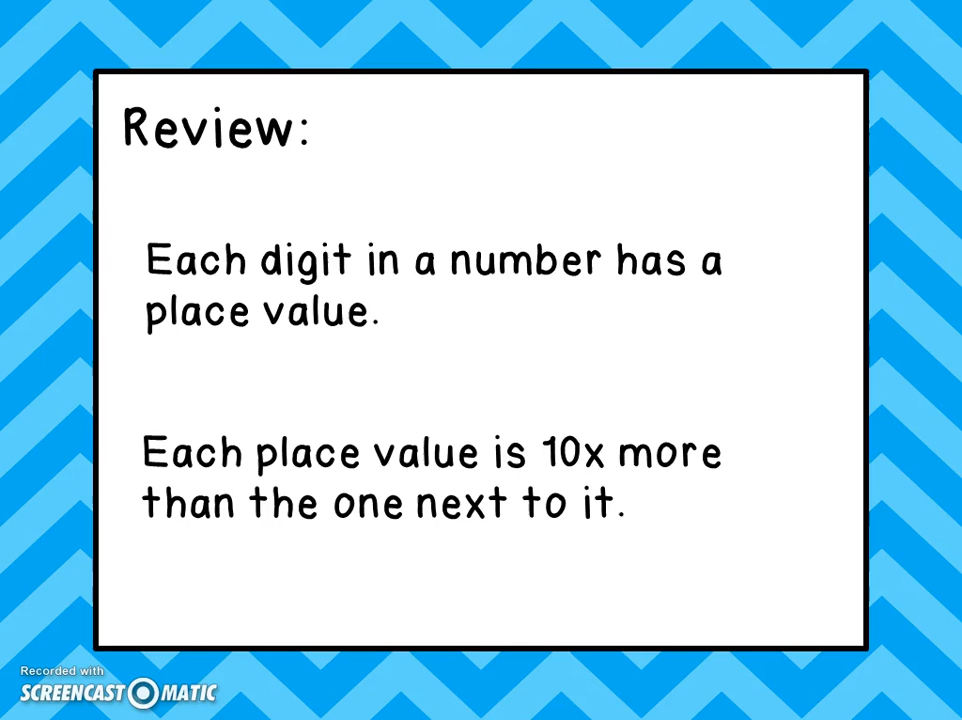 Review:
Each digit in a number has a
place value.
Each place value is 10x more
than the one next to it.
Recorded with
SCREENCAST MATIC